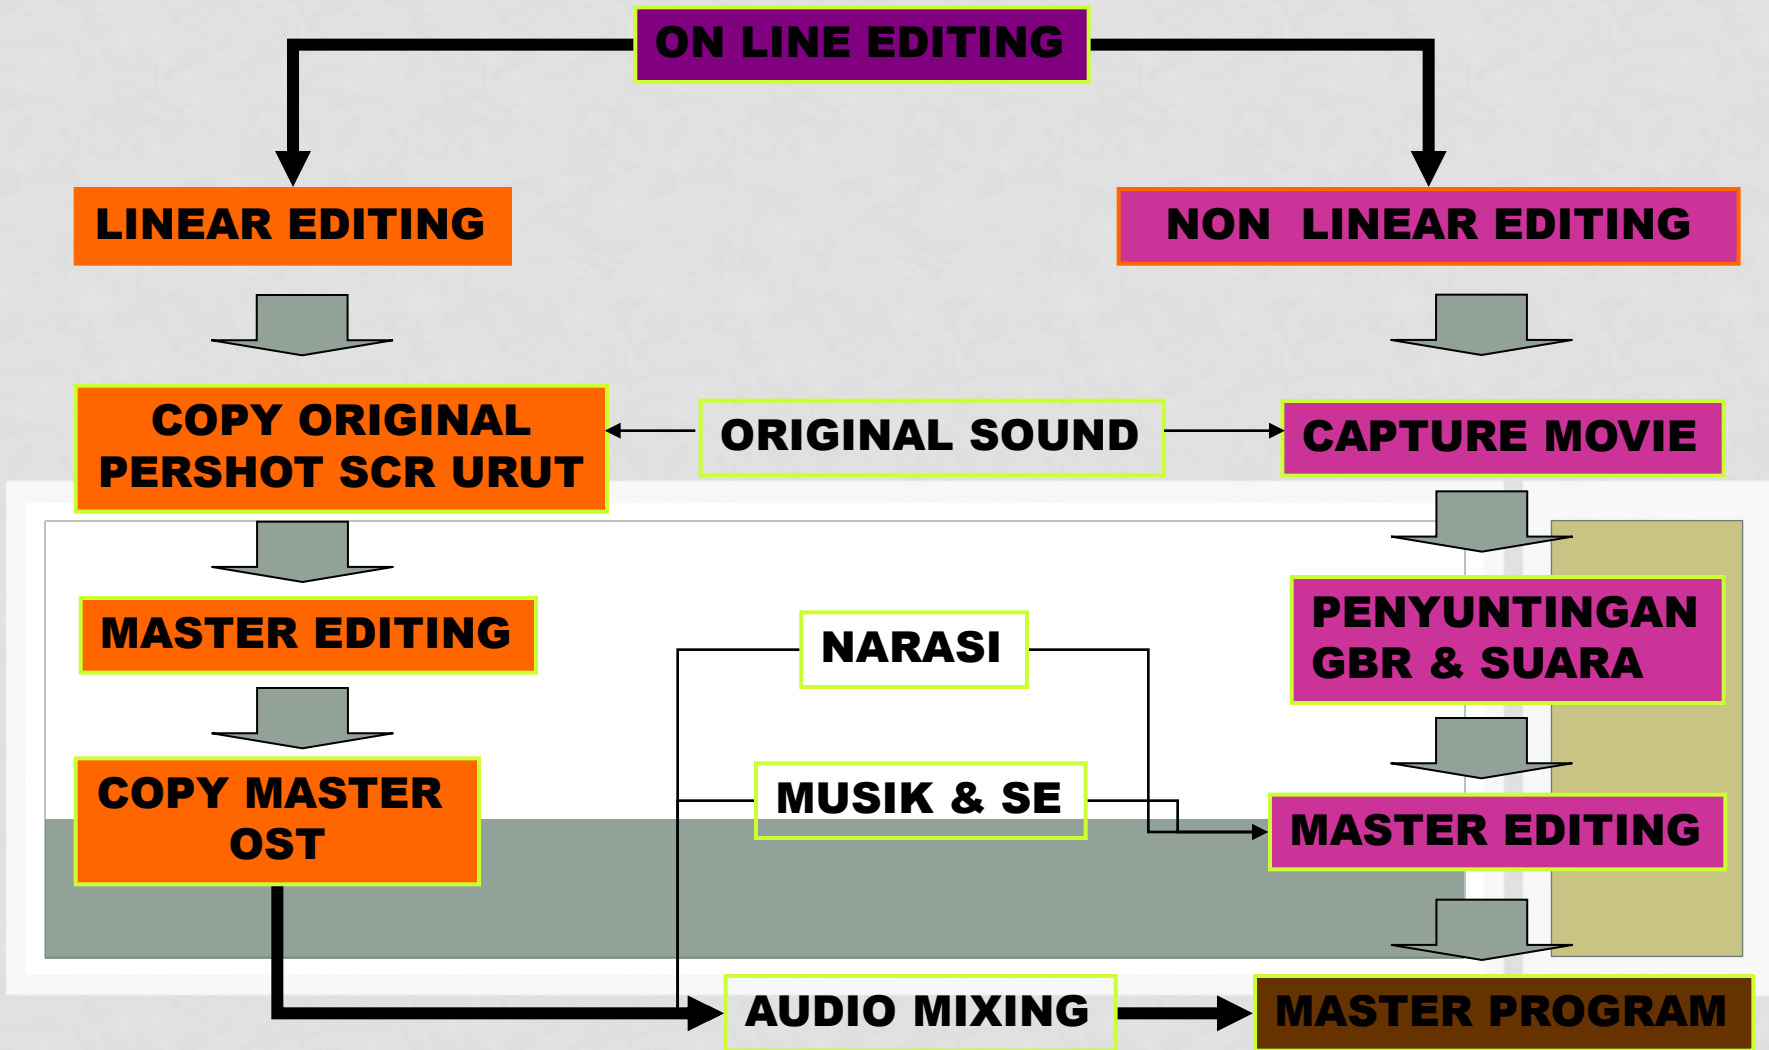 ON LINE EDITING
LINEAR EDITING
NON LINEAR EDITING
COPY ORIGINAL
PERSHOT SCR URUT
ORIGINAL SOUND
CAPTURE MOVIE
MASTER EDITING
NARASI
PENYUNTINGAN
GBR & SUARA
COPY MASTER
OST
MUSIK & SE
MASTER EDITING
AUDIO MIXING
MASTER PROGRAM